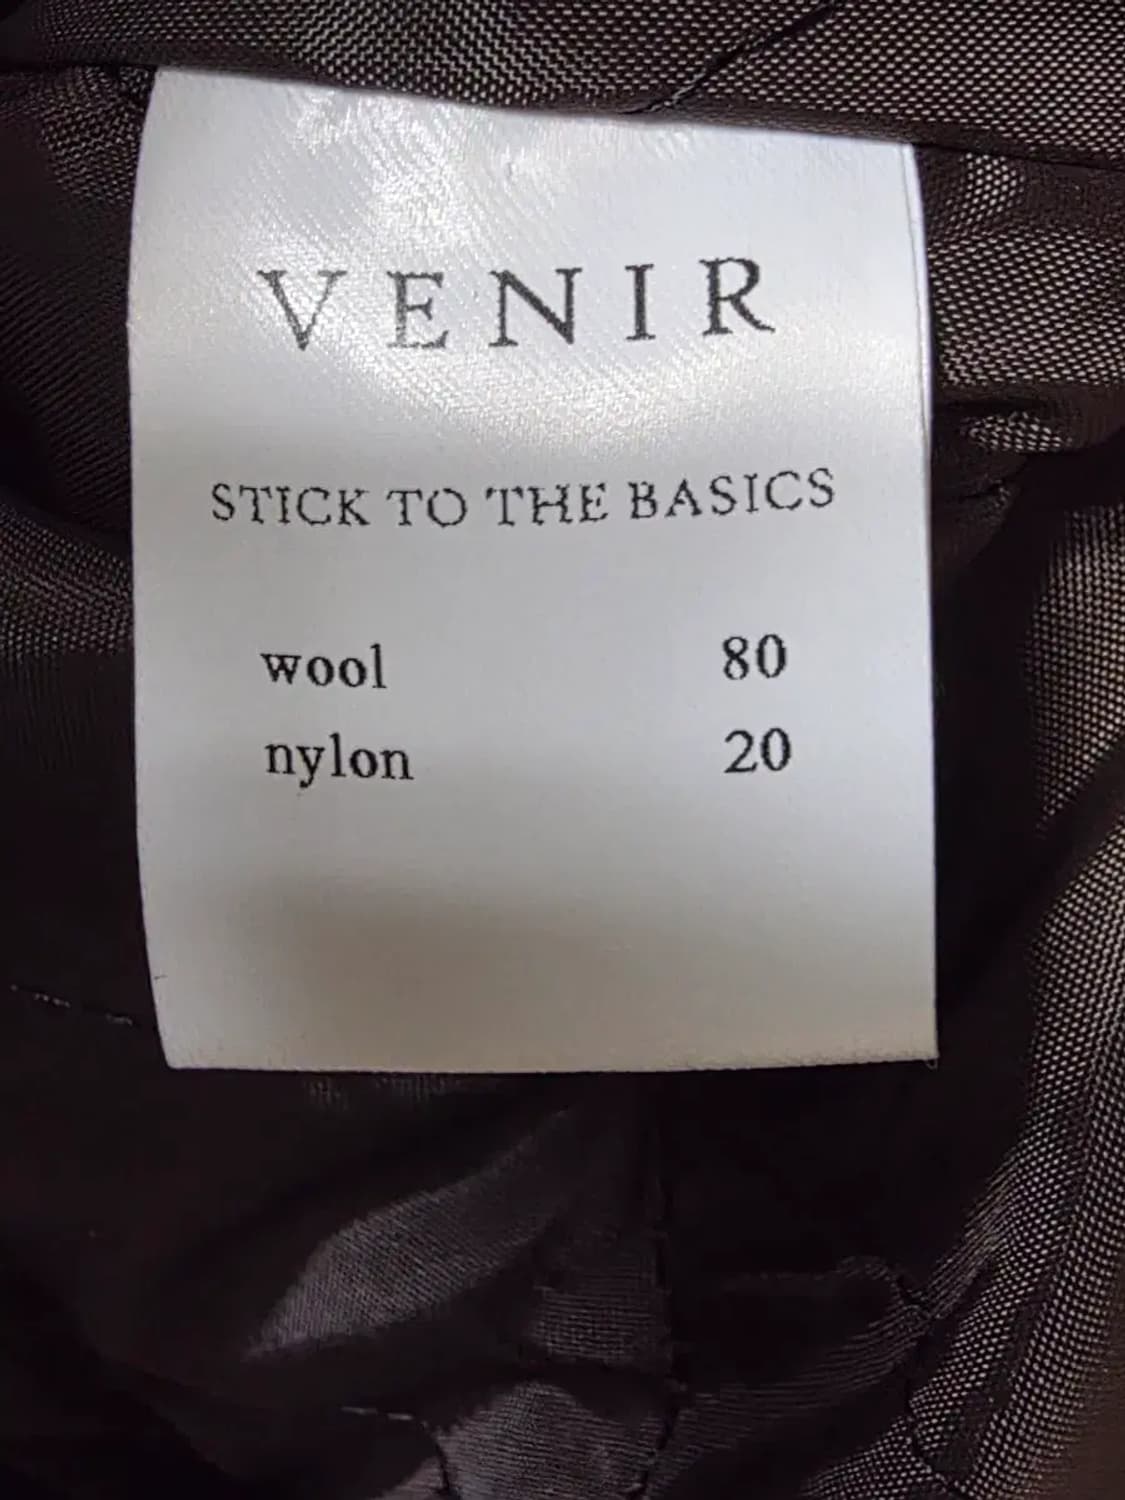 VENIR
STICK TO THE BASICS
wool 80
nylon 20